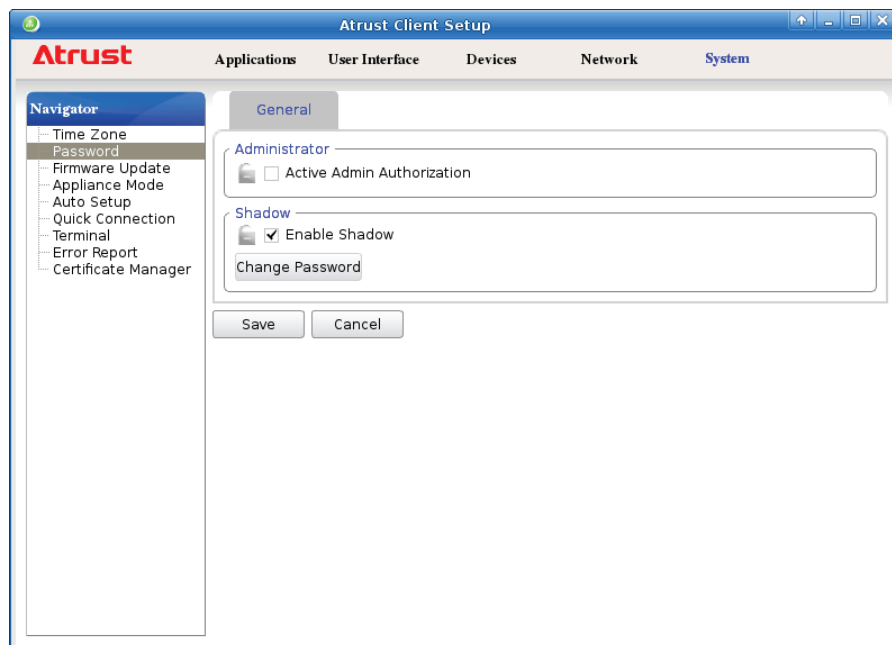 Atrust Client Setup
Atrust
Applications User Interface Devices Network System
Navigator
Time Zone
Password
Firmware Update
Appliance Mode
Auto Setup
Quick Connection
Terminal
Error Report
Certificate Manager
General
Administrator
Active Admin Authorization
Shadow
Enable Shadow
Change Password
Save Cancel